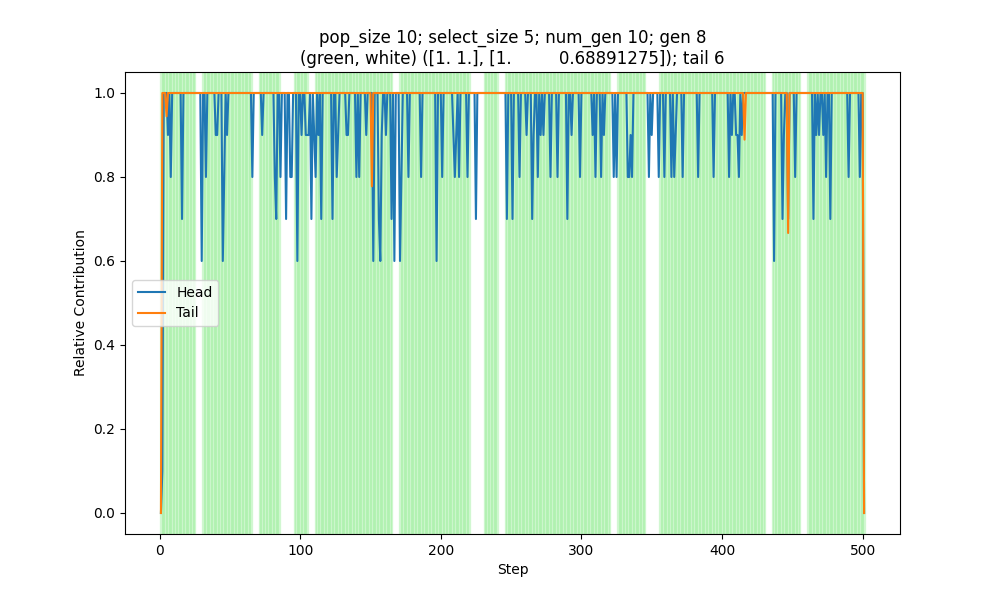 pop_size 10; select_size 5; num_gen 10; gen 8
(green, white) ([1. 1.], [1.          0.68891275]); tail 6
1.0
0.8
0.6
0.4
0.2
0.0
Relative Contribution
Head
Tail
0
100
200
300
400
500
Step